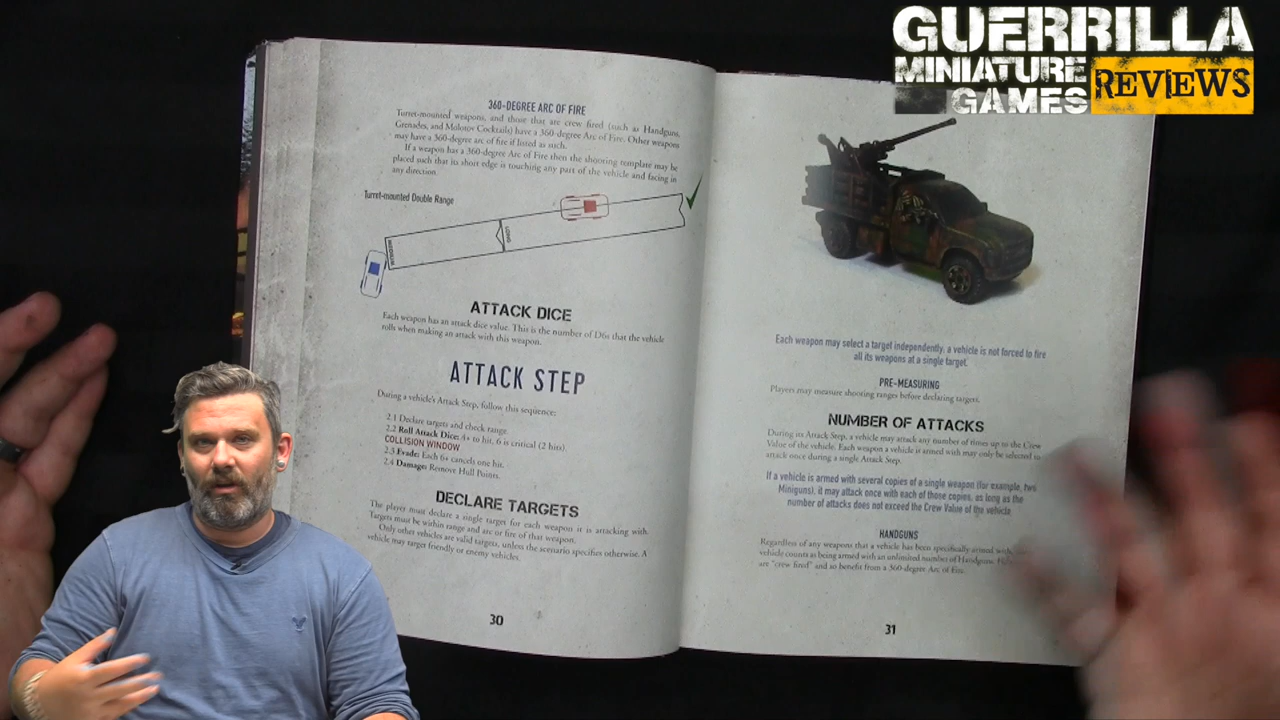 GUERRILLA
MINIATURE
GAMES
REVIEWS
360-DEGREE ARC OF FIRE
Turret-mounted weapons, and those that are crew fired (such as Handguns,
Grenades, and Molotov Cocktails) have a 360-degree Arc of Fire. Other weapons
may have a 360-degree arc of fire if listed as such.
If a weapon has a 360-degree Arc of Fire then the shooting template may be
placed such that its short edge is touching any part of the vehicle and facing in
any direction.
Turret-mounted Double Range
MEDIUM
LONG
ATTACK DICE
Each weapon has an attack dice value. This is the number of D6s that the vehicle
rolls when making an attack with this weapon.
ATTACK STEP
During a vehicle's Attack Step, follow this sequence:
2.1 Declare targets and check range.
2.2 Roll Attack Dice: 4+ to hit, 6 is critical (2 hits)
COLLISION WINDOW
2.3 Evade: Each 6+ cancels one hit.
2.4 Damage: Remove Hull Points.
DECLARE TARGETS
The player must declare a single target for each weapon it is attacking with.
Targets must be within range and arc of fire of that weapon.
Only other vehicles are valid targets, unless the scenario specifies otherwise. A
vehicle may target friendly or enemy vehicles.
30
Each weapon may select a target independently, a vehicle is not forced to fire
all its weapons at a single target.
PRE-MEASURING
Players may measure shooting ranges before declaring targets.
NUMBER OF ATTACKS
During its Attack Step, a vehicle may attack any number of times up to the Crew
Value of the vehicle. Each weapon a vehicle is armed with may only be selected to
attack once during a single Attack Step.
If a vehicle is armed with several copies of a single weapon (for example, two
Miniguns), it may attack once with each of those copies, as long as the
number of attacks does not exceed the Crew Value of the vehicle.
HANDGUNS
Regardless of any weapons that a vehicle has been specifically armed with,
vehicle counts as being armed with an unlimited number of Handguns.
are "crew fired" and so benefit from a 360-degree Arc of Fire.
31